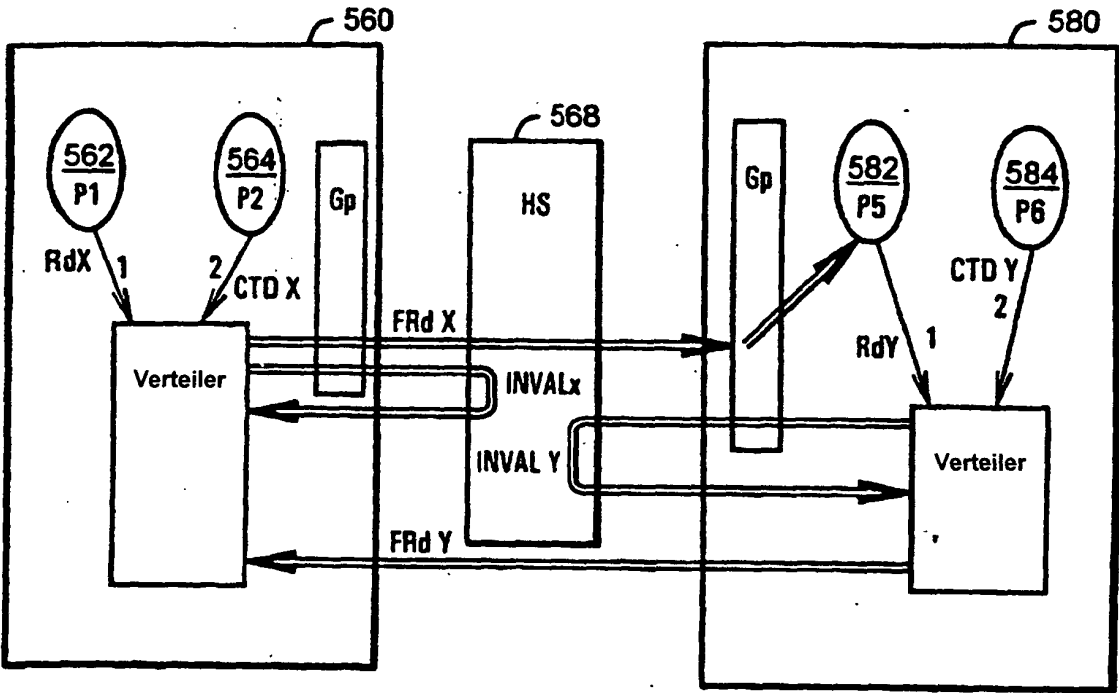 560
580
568
562
P1
564
P2
Gp
HS
Gp
582
P5
584
P6
RdX
1
2
CTD X
FRd X
RdY
1
CTD Y
2
Verteiler
INVALx
INVAL Y
Verteiler
FRd Y